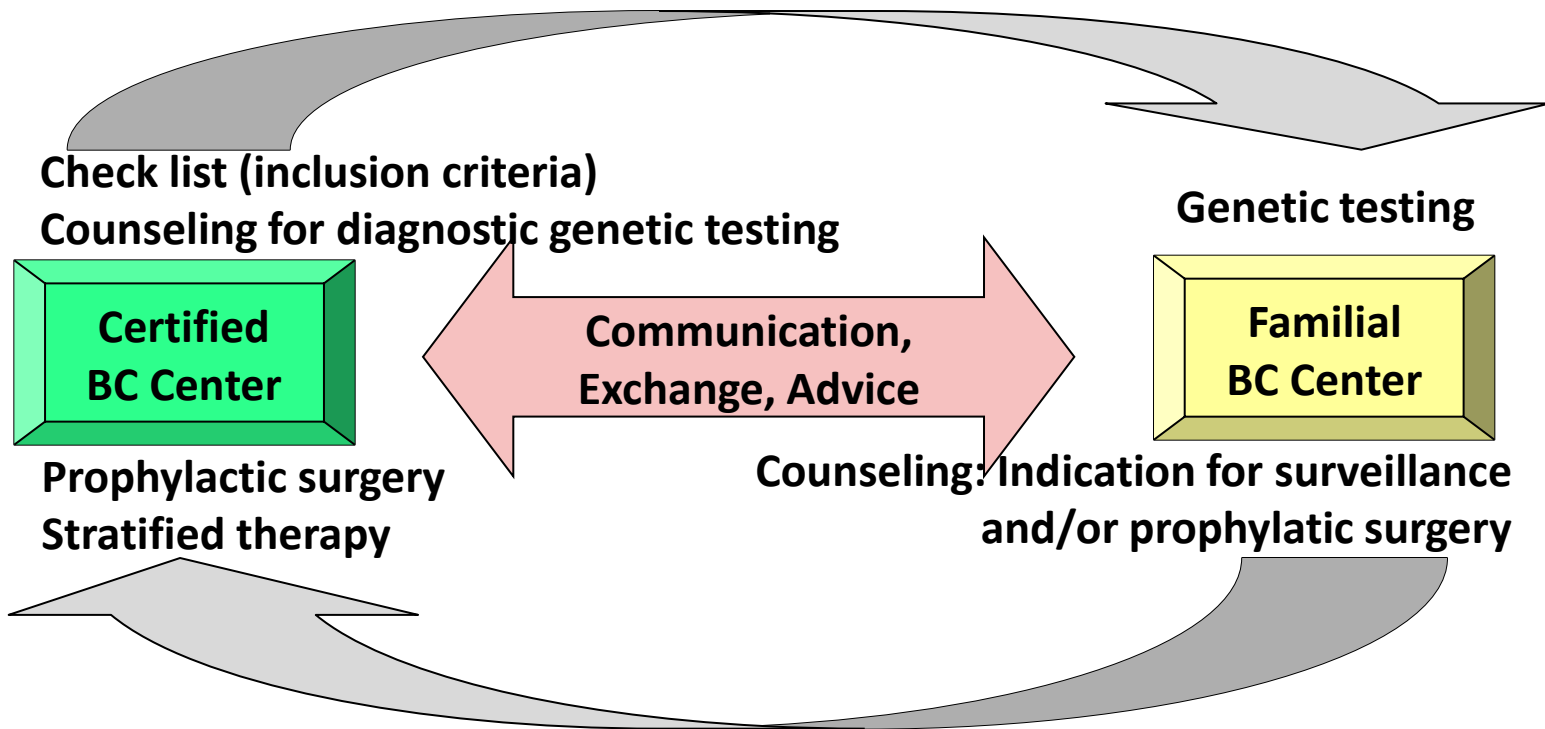 Check list (inclusion criteria)
Counseling for diagnostic genetic testing
Genetic testing
Certified
BC Center
Communication,
Exchange, Advice
Familial
BC Center
Prophylactic surgery
Stratified therapy
Counseling: Indication for surveillance
and/or prophylatic surgery